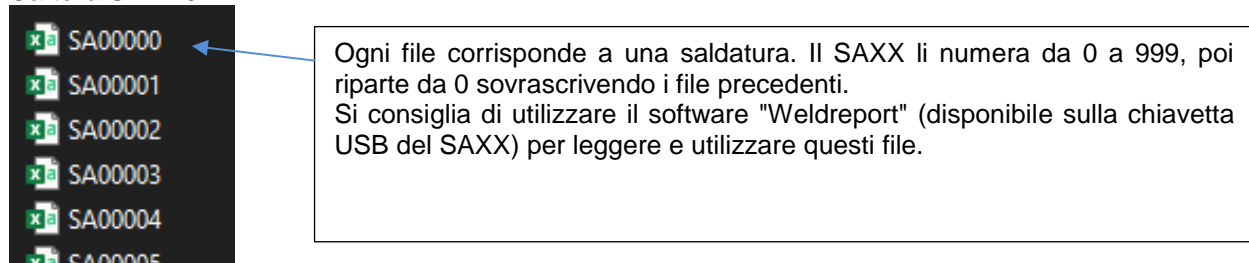 SA00000
SA00001
SA00002
SA00003
SA00004
SA00005
Ogni file corrisponde a una saldatura. Il SAXX li numera da 0 a 999, poi
riparte da 0 sovrascrivendo i file precedenti.
Si consiglia di utilizzare il software "Weldreport" (disponibile sulla chiavetta
USB del SAXX) per leggere e utilizzare questi file.